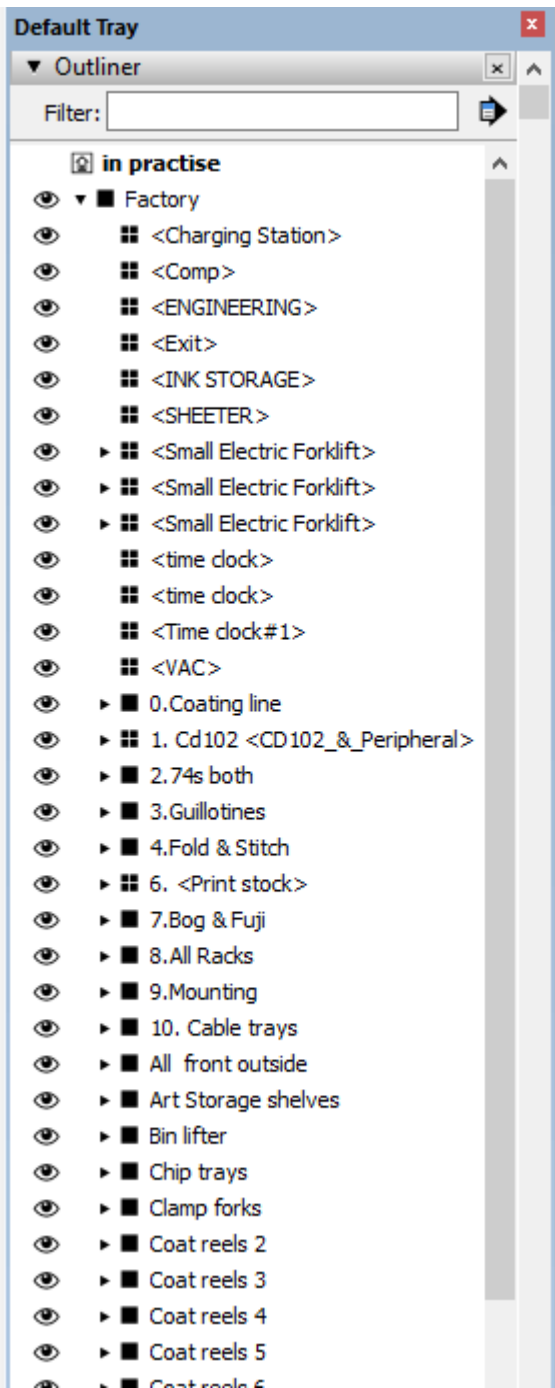 Default Tray
Outliner
Filter:
in practise
Factory
<Charging Station>
<Comp>
<ENGINEERING>
<Exit>
<INK STORAGE>
<SHEETER>
<Small Electric Forklift>
<Small Electric Forklift>
<Small Electric Forklift>
<time clock>
<time clock>
<Time clock#1>
<VAC>
0.Coating line
1. Cd102 <CD102_&_Peripheral>
2.74s both
3.Guillotines
4.Fold & Stitch
6. <Print stock>
7.Bog & Fuji
8.All Racks
9.Mounting
10. Cable trays
All  front outside
Art Storage shelves
Bin lifter
Chip trays
Clamp forks
Coat reels 2
Coat reels 3
Coat reels 4
Coat reels 5
Coat reels 6